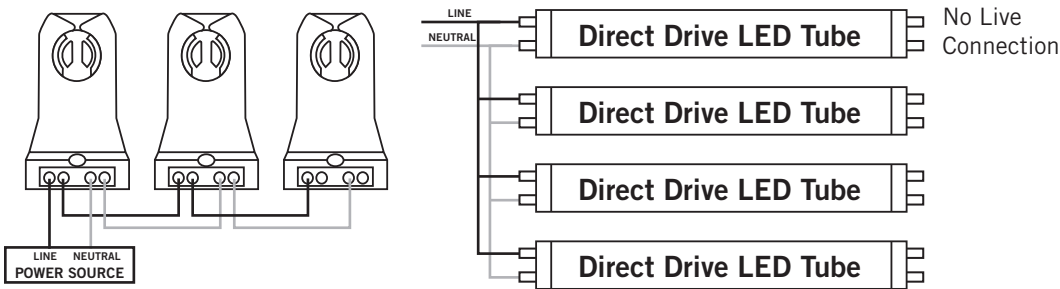 LINE NEUTRAL
POWER SOURCE
LINE
NEUTRAL
Direct Drive LED Tube
No Live
Connection
Direct Drive LED Tube
Direct Drive LED Tube
Direct Drive LED Tube